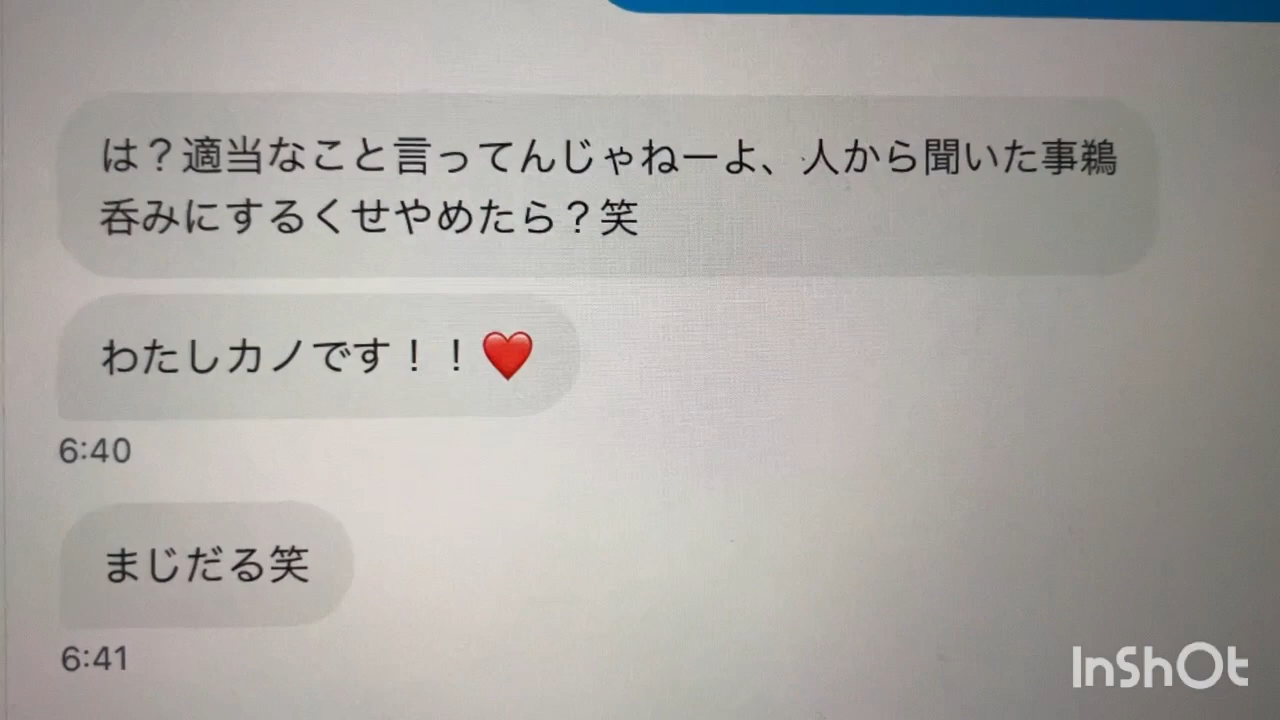 は？適当なこと言ってんじゃねーよ、人から聞いた事鵜
呑みにするくせやめたら？笑
わたしカノです！！❤️
6:40
まじだる笑
6:41
InShOt